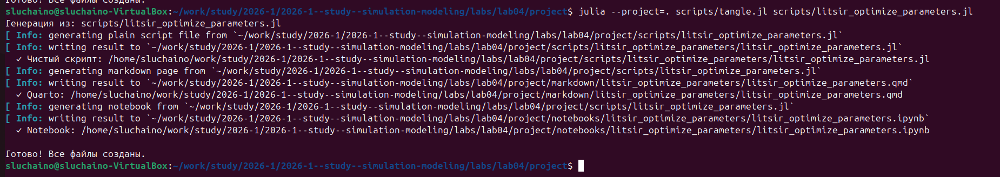 Готово! Все файлы созданы.
sluchaino@sluchaino-VirtualBox:~/work/study/2026-1/2026-1--study--simulation-modeling/labs/lab04/project$ julia --project=. scripts/tangle.jl scripts/litsir_optimize_parameters.jl
Генерация из: scripts/litsir_optimize_parameters.jl
[ Info: generating plain script file from `~/work/study/2026-1/2026-1--study--simulation-modeling/labs/lab04/project/scripts/litsir_optimize_parameters.jl`
[ Info: writing result to `~/work/study/2026-1/2026-1--study--simulation-modeling/labs/lab04/project/scripts/litsir_optimize_parameters/litsir_optimize_parameters.jl`
✓ Чистый скрипт: /home/sluchaino/work/study/2026-1/2026-1--study--simulation-modeling/labs/lab04/project/scripts/litsir_optimize_parameters/litsir_optimize_parameters.jl
[ Info: generating markdown page from `~/work/study/2026-1/2026-1--study--simulation-modeling/labs/lab04/project/scripts/litsir_optimize_parameters.jl`
[ Info: writing result to `~/work/study/2026-1/2026-1--study--simulation-modeling/labs/lab04/project/markdown/litsir_optimize_parameters/litsir_optimize_parameters.qmd`
✓ Quarto: /home/sluchaino/work/study/2026-1/2026-1--study--simulation-modeling/labs/lab04/project/markdown/litsir_optimize_parameters/litsir_optimize_parameters.qmd
[ Info: generating notebook from `~/work/study/2026-1/2026-1--study--simulation-modeling/labs/lab04/project/scripts/litsir_optimize_parameters.jl`
[ Info: writing result to `~/work/study/2026-1/2026-1--study--simulation-modeling/labs/lab04/project/notebooks/litsir_optimize_parameters/litsir_optimize_parameters.ipynb`
✓ Notebook: /home/sluchaino/work/study/2026-1/2026-1--study--simulation-modeling/labs/lab04/project/notebooks/litsir_optimize_parameters/litsir_optimize_parameters.ipynb
Готово! Все файлы созданы.
sluchaino@sluchaino-VirtualBox:~/work/study/2026-1/2026-1--study--simulation-modeling/labs/lab04/project$